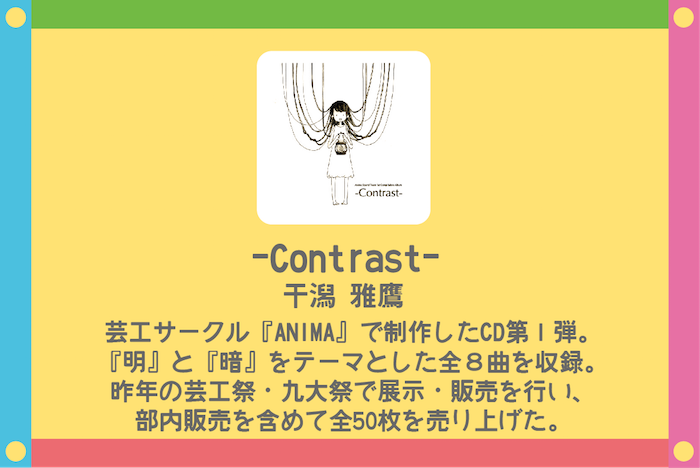 -Contrast-
-Contrast-
干潟 雅鷹
芸工サークル『ANIMA』で制作したCD第1弾。
『明』と『暗』をテーマとした全８曲を収録。
昨年の芸工祭・九大祭で展示・販売を行い、
部内販売を含めて全50枚を売り上げた。